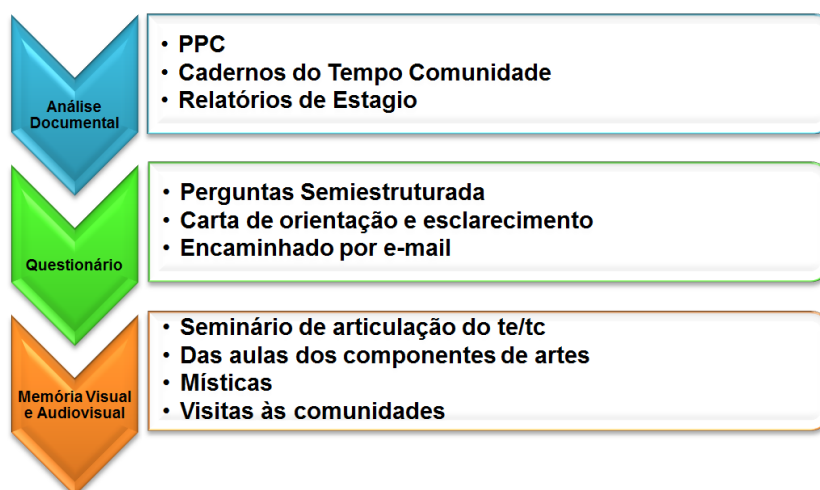 Análise
Documental
• PPC
• Cadernos do Tempo Comunidade
• Relatórios de Estagio
Questionário
• Perguntas Semiestruturada
• Carta de orientação e esclarecimento
• Encaminhado por e-mail
Memória Visual
e Audiovisual
• Seminário de articulação do te/tc
• Das aulas dos componentes de artes
• Místicas
• Visitas às comunidades